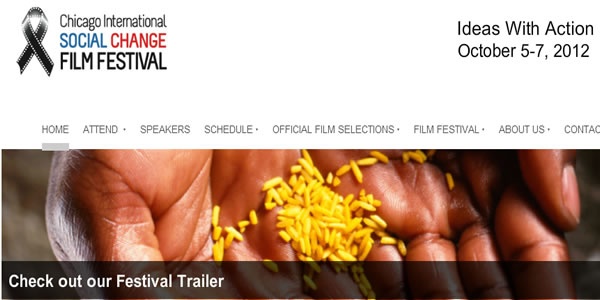 Chicago International
SOCIAL CHANGE
FILM FESTIVAL
Ideas With Action
October 5-7, 2012
HOME ATTEND SPEAKERS SCHEDULE OFFICIAL FILM SELECTIONS FILM FESTIVAL ABOUT US CONTAC
Check out our Festival Trailer